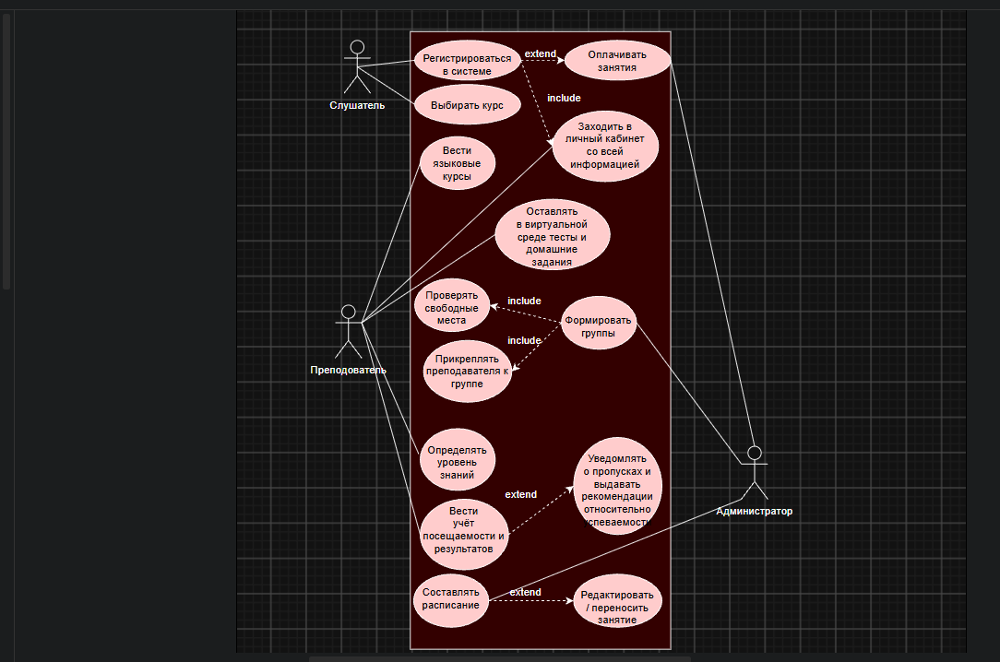 Слушатель
Регистрироваться
в системе
extend
Оплачивать
занятия
Выбирать курс
include
Заходить в
личный кабинет
со всей
информацией
Вести
языковые
курсы
Оставлять
в виртуальной
среде тесты и
домашние
задания
Преподователь
Проверять
свободные
места
include
Формировать
группы
include
Прикреплять
преподавателя к
группе
Определять
уровень
знаний
Уведомлять
о пропусках и
выдавать
рекомендации
относительно
успеваемости
Администратор
extend
Вести
учёт
посещаемости и
результатов
Составлять
расписание
extend
Редактировать
/ переносить
занятие